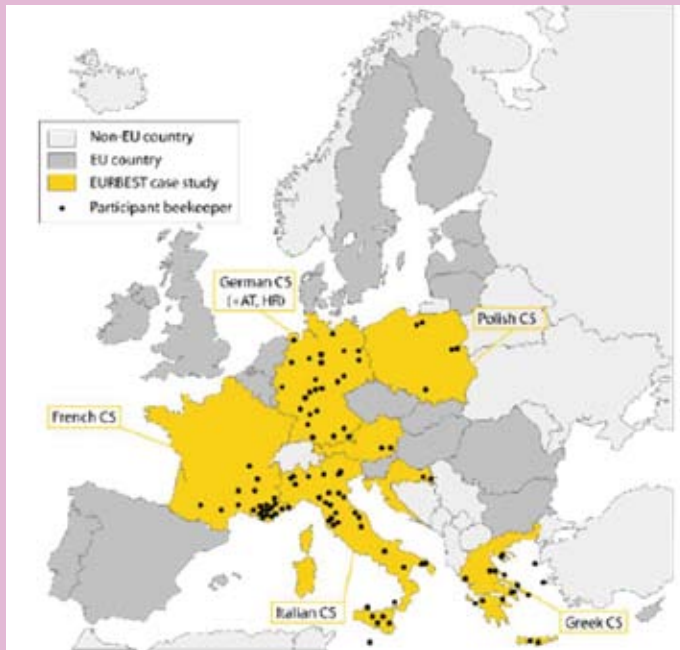 Non-EU country
EU country
EURBEST case study
Participant beekeeper
German CS
(+AT, HR)
Polish CS
French CS
Italian CS
Greek CS